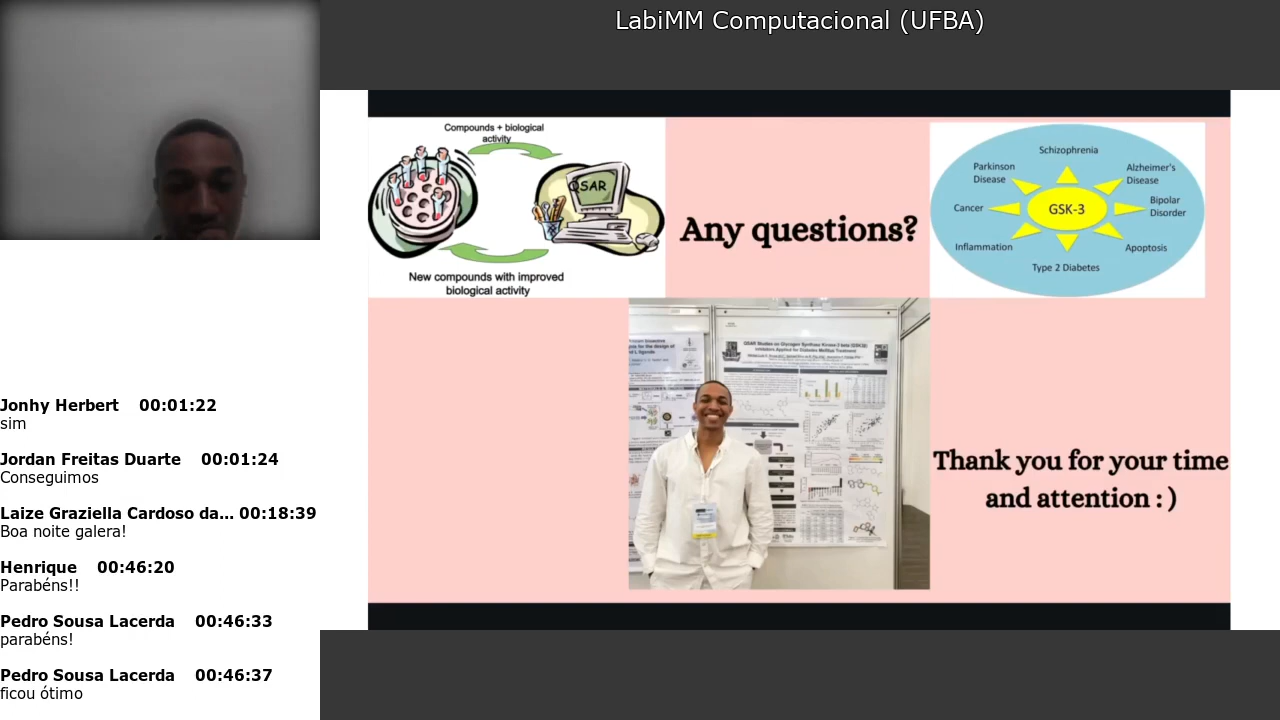 LabiMM Computacional (UFBA)
Compounds + biological
activity
QSAR
New compounds with improved
biological activity
Any questions?
Schizophrenia
Parkinson
Disease
Alzheimer's
Disease
Cancer
GSK-3
Bipolar
Disorder
Inflammation
Apoptosis
Type 2 Diabetes
Thank you for your time
and attention : )
Jonhy Herbert 00:01:22
sim
Jordan Freitas Duarte 00:01:24
Conseguimos
Laize Graziella Cardoso da... 00:18:39
Boa noite galera!
Henrique 00:46:20
Parabéns!!
Pedro Sousa Lacerda 00:46:33
parabéns!
Pedro Sousa Lacerda 00:46:37
ficou ótimo